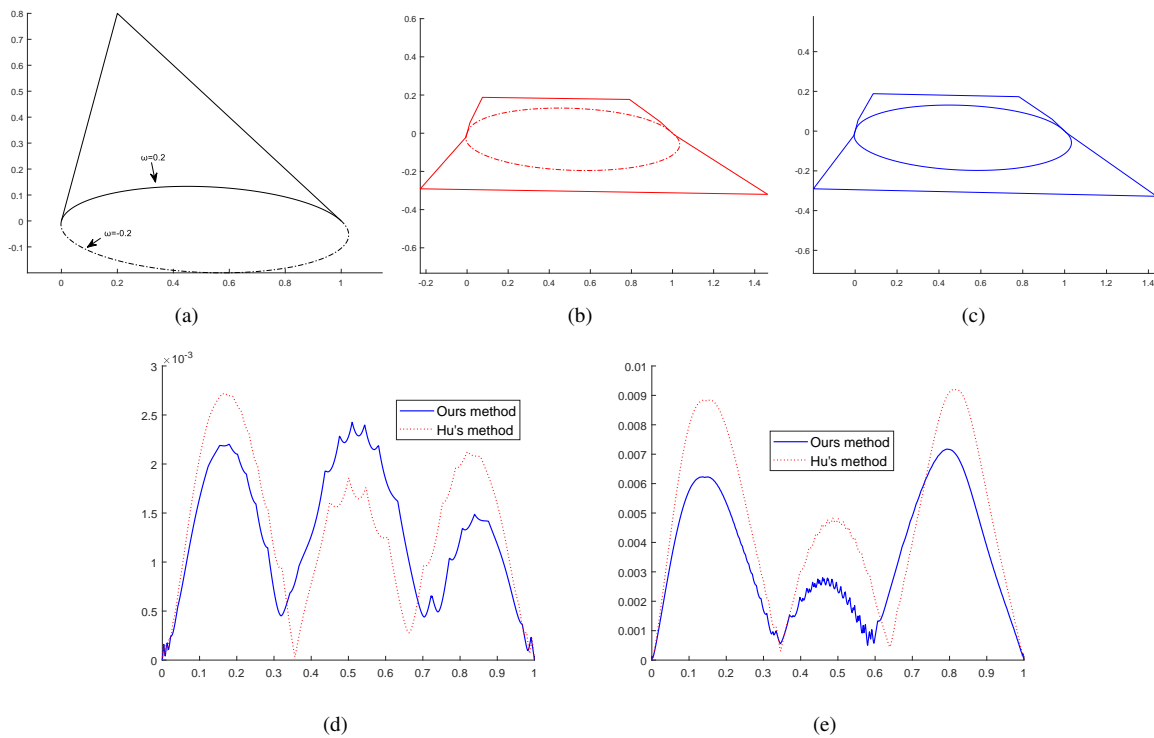 0.8
0.7
0.6
0.5
0.4
0.3
0.2
0.1
0
-0.1
ω=0.2
ω=-0.2
0 0.2 0.4 0.6 0.8 1
(a)
0.6
0.4
0.2
0
-0.2
-0.4
-0.6
-0.2 0 0.2 0.4 0.6 0.8 1 1.2 1.4
(b)
0.4
0.2
0
-0.2
-0.4
-0.6
0 0.2 0.4 0.6 0.8 1 1.2 1.4
(c)
×10⁻³
3
2.5
2
1.5
1
0.5
0
Ours method
Hu's method
0 0.1 0.2 0.3 0.4 0.5 0.6 0.7 0.8 0.9 1
(d)
0.01
0.009
0.008
0.007
0.006
0.005
0.004
0.003
0.002
0.001
0
Ours method
Hu's method
0 0.1 0.2 0.3 0.4 0.5 0.6 0.7 0.8 0.9 1
(e)